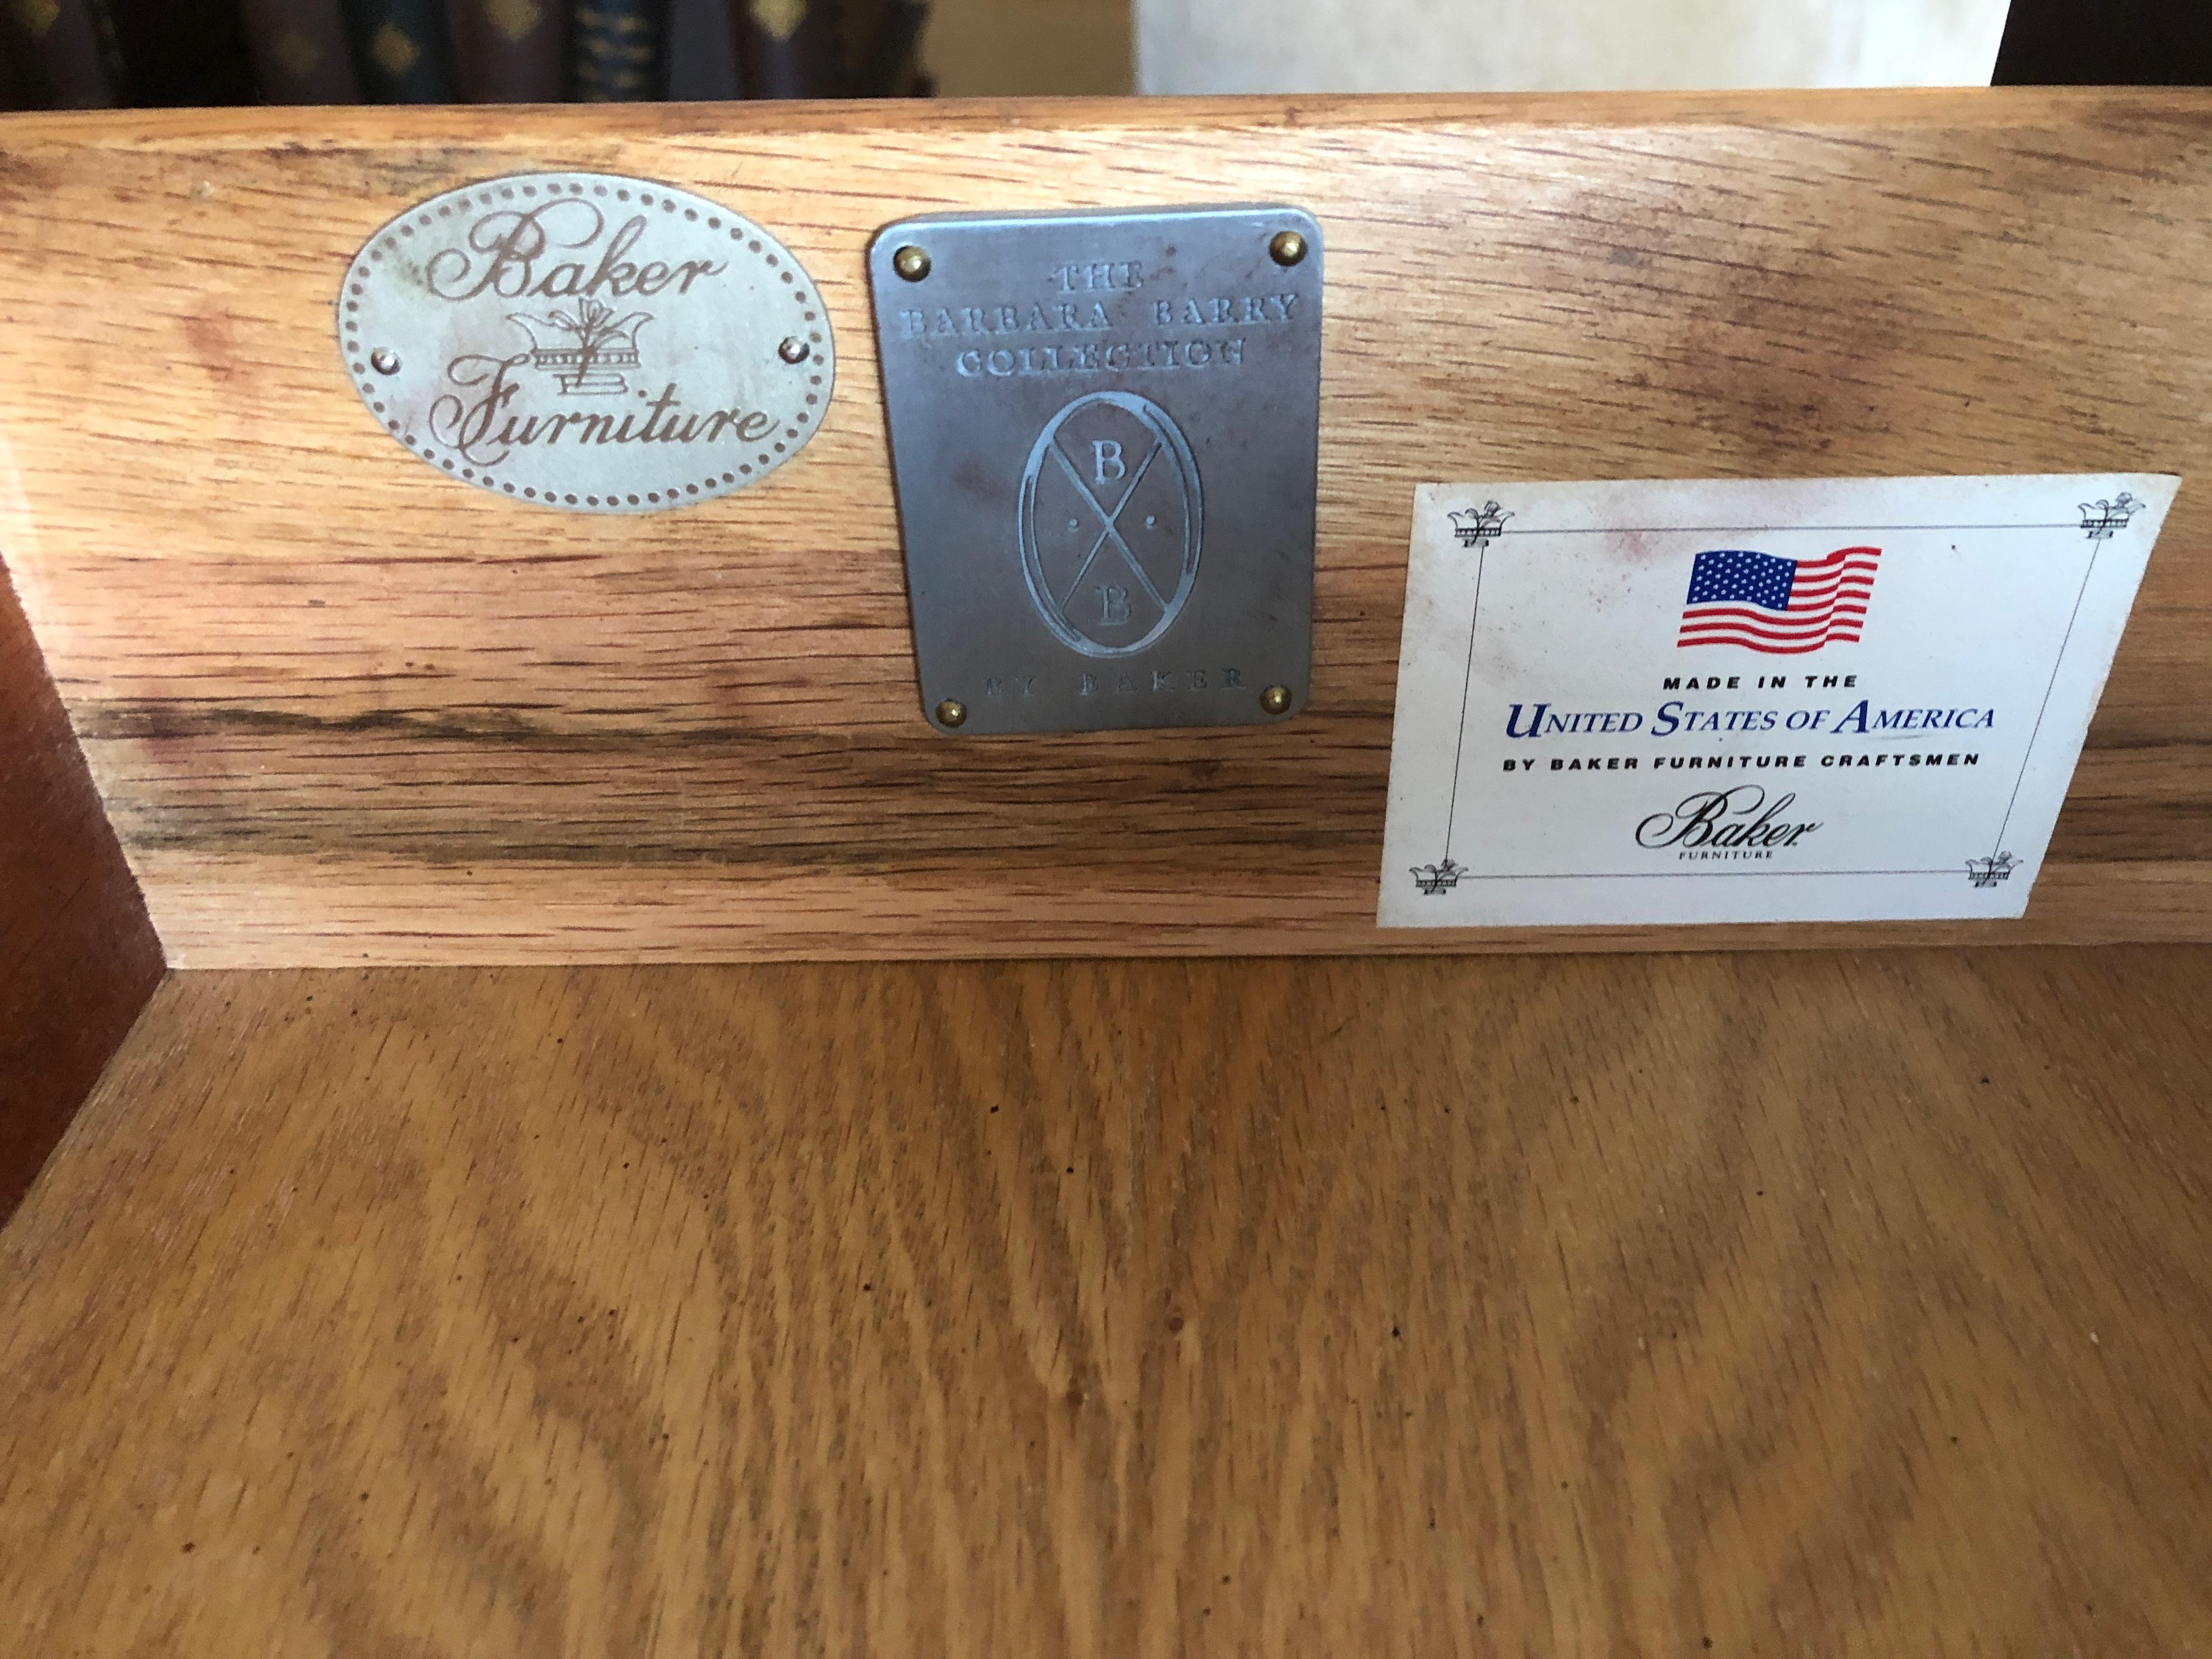 Baker
Furniture
THE
BARBARA BARRY
COLLECTION
B
B
BY BAKER
MADE IN THE
UNITED STATES OF AMERICA
BY BAKER FURNITURE CRAFTSMEN
Baker
FURNITURE